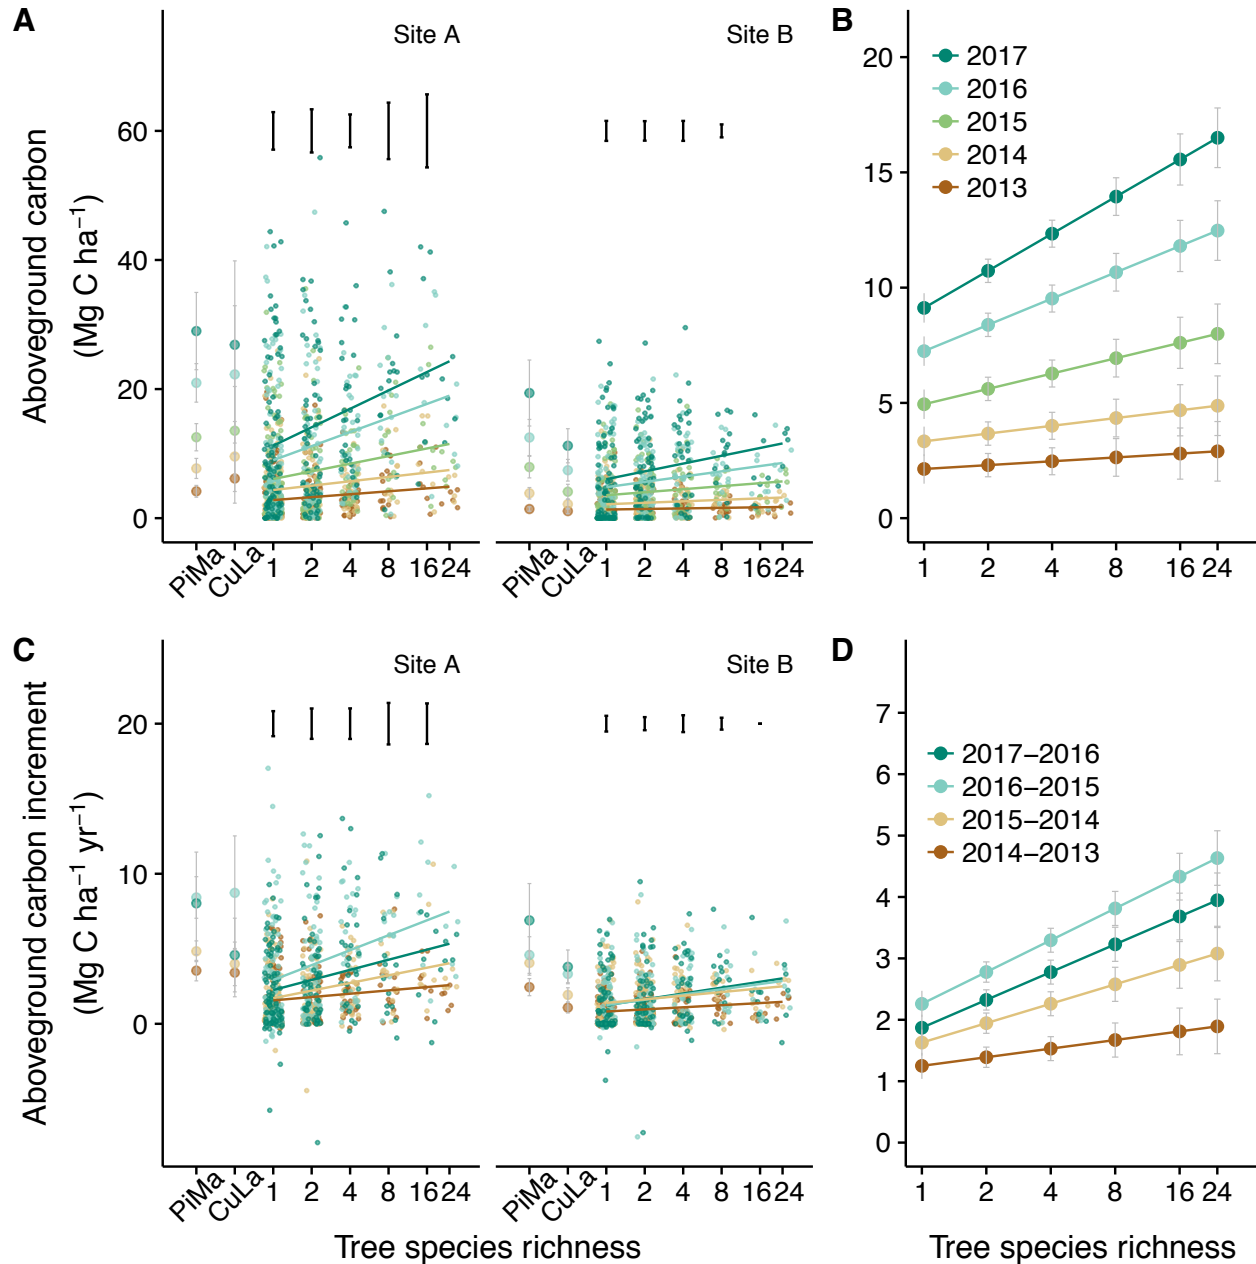 A
Site A
Site B
Aboveground carbon
(Mg C ha⁻¹)
60
40
20
0
PiMa CuLa 1 2 4 8 16 24
PiMa CuLa 1 2 4 8 16 24
B
20
15
10
5
0
2017
2016
2015
2014
2013
1 2 4 8 16 24
C
Site A
Site B
Aboveground carbon increment
(Mg C ha⁻¹ yr⁻¹)
20
10
0
PiMa CuLa 1 2 4 8 16 24
PiMa CuLa 1 2 4 8 16 24
Tree species richness
D
7
6
5
4
3
2
1
0
2017–2016
2016–2015
2015–2014
2014–2013
1 2 4 8 16 24
Tree species richness